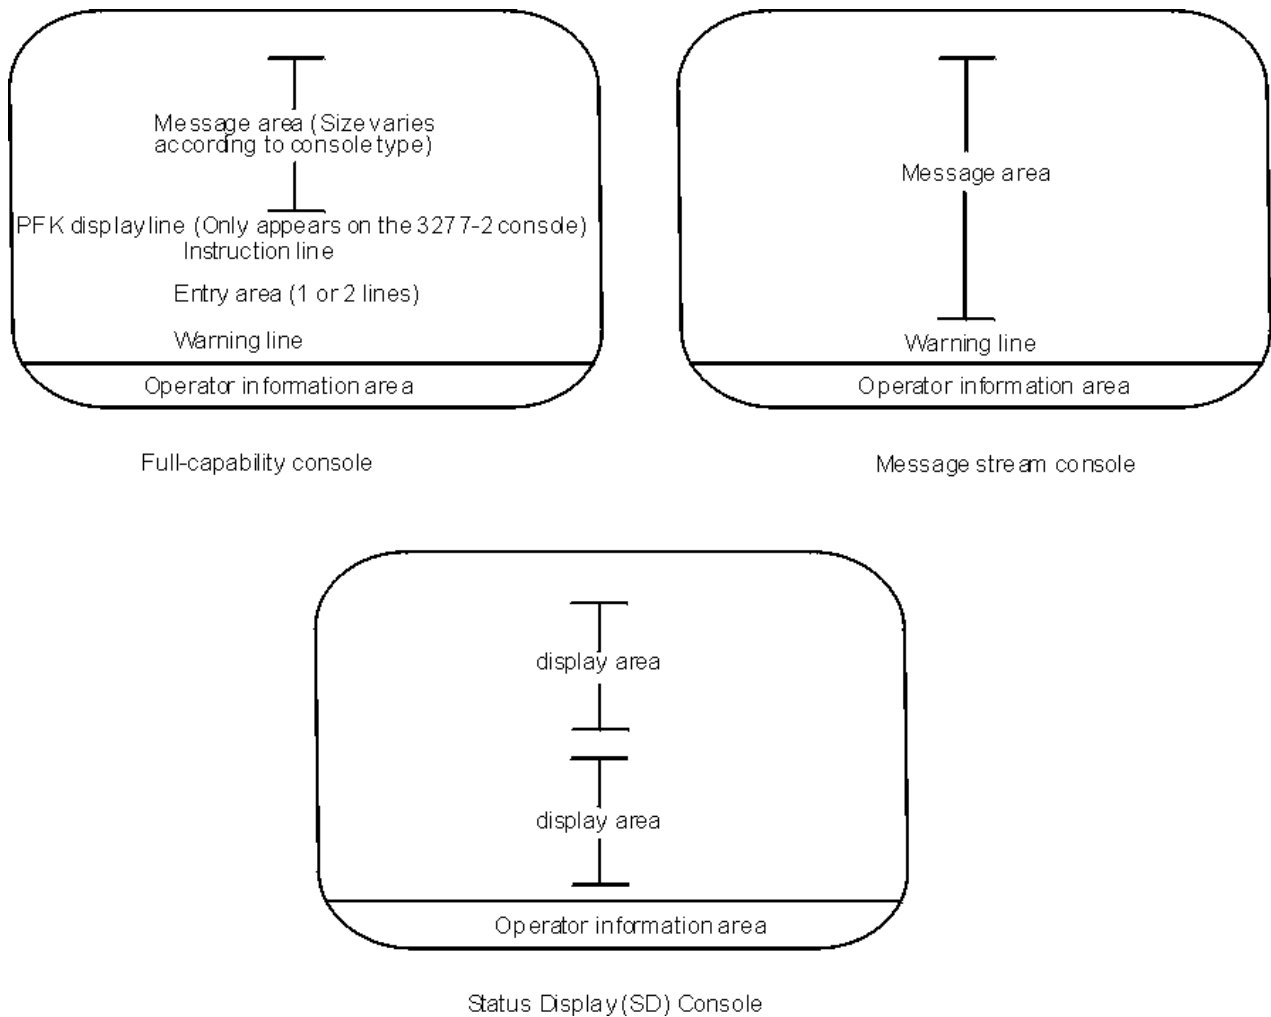 Message area (Size varies
according to console type)
PFK display line (Only appears on the 3277-2 console)
Instruction line
Entry area (1 or 2 lines)
Warning line
Operator information area
Full-capability console
Message area
Warning line
Operator information area
Message stream console
display area
display area
Operator information area
Status Display (SD) Console